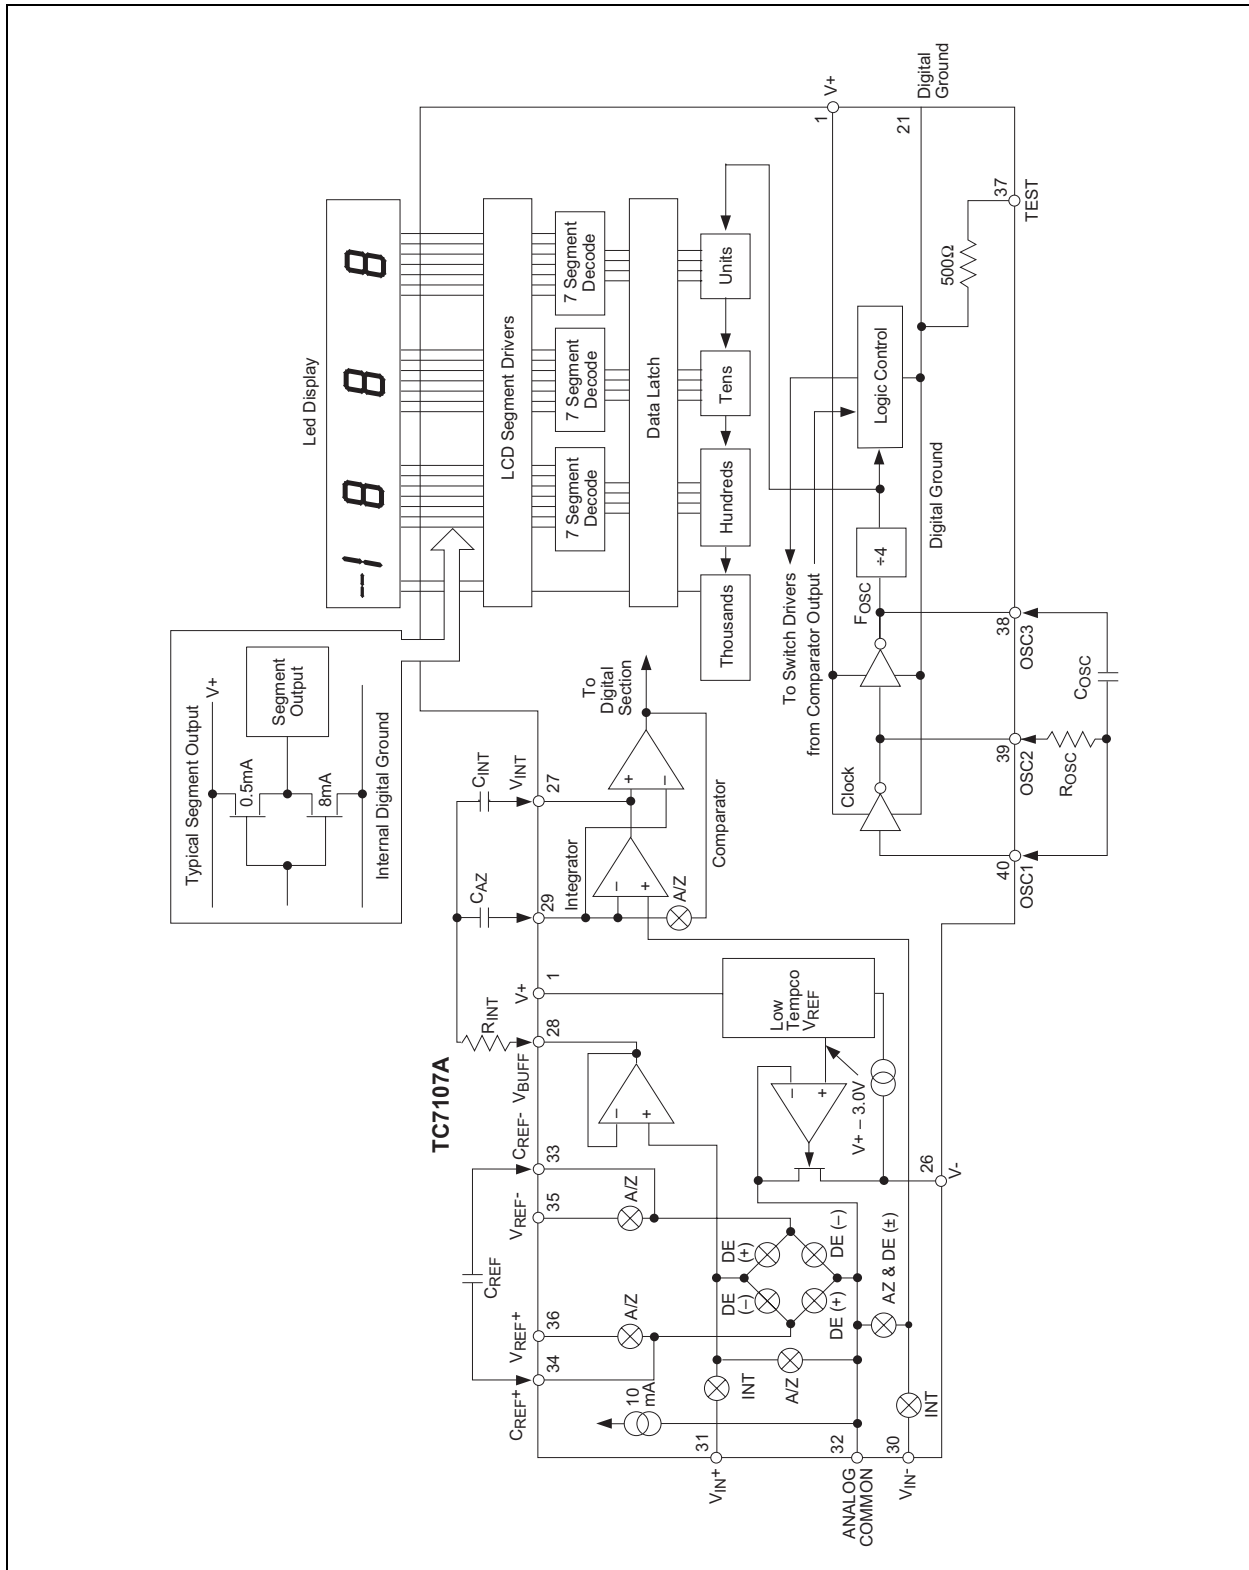 TC7107A
Typical Segment Output
V+
0.5mA
Segment
Output
8mA
Internal Digital Ground
Led Display
-1 8 8 8
LCD Segment Drivers
7 Segment
Decode
7 Segment
Decode
7 Segment
Decode
Data Latch
Thousands
Hundreds
Tens
Units
CREF
RINT
CAZ
CINT
CREF+
VREF+
VREF-
CREF-
VBUFF
V+
VINT
34
36
35
33
28
1
29
27
10
mA
A/Z
A/Z
Integrator
To
Digital
Section
–
+
–
+
+
–
A/Z
Comparator
VIN+
31
INT
DE
(–)
DE
(+)
A/Z
DE (+)
DE (–)
ANALOG
COMMON
32
–
+
Low
Tempco
VREF
V+ – 3.0V
AZ & DE (±)
VIN-
30
INT
26
V-
To Switch Drivers
from Comparator Output
Clock
FOSC
÷4
Logic Control
Digital Ground
500Ω
1
V+
21
Digital
Ground
40
39
38
37
OSC1
OSC2
OSC3
TEST
ROSC
COSC